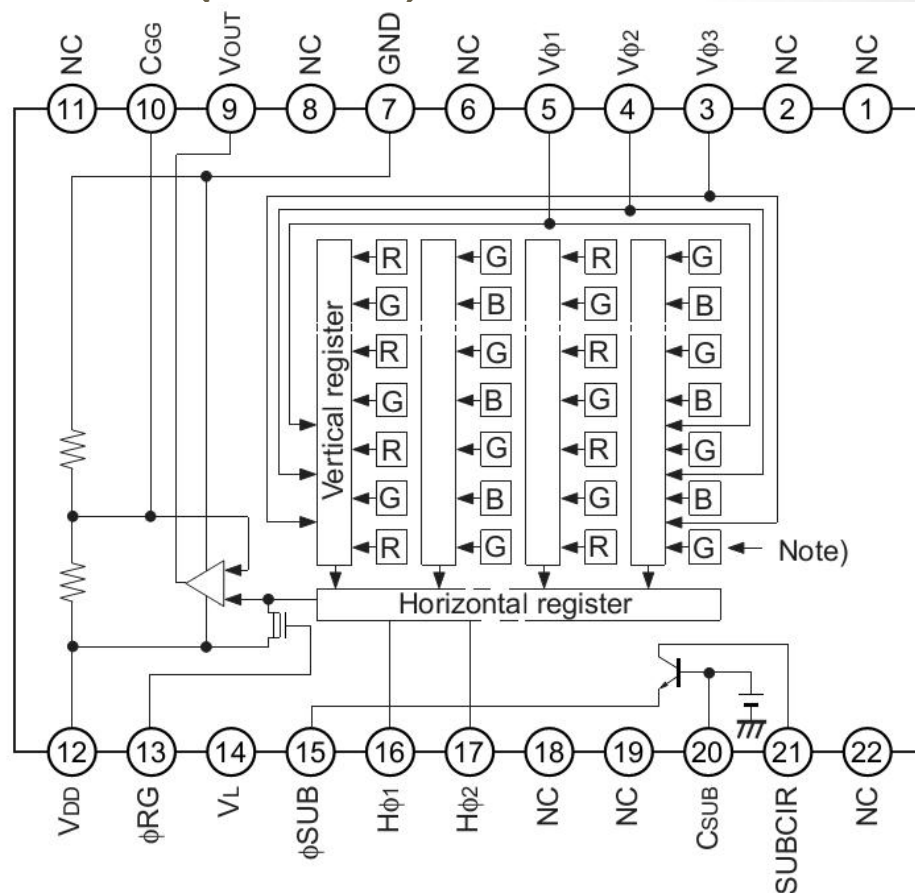 NC CGG VOUT NC GND NC Vϕ1 Vϕ2 Vϕ3 NC NC
11 10 9 8 7 6 5 4 3 2 1
R G R G
G B G B
R G R G
G B G B
R G R G
G B G B
R G R G
Vertical register
Note)
Horizontal register
12 13 14 15 16 17 18 19 20 21 22
VDD ϕRG VL ϕSUB Hϕ1 Hϕ2 NC NC CSUB SUBCIR NC